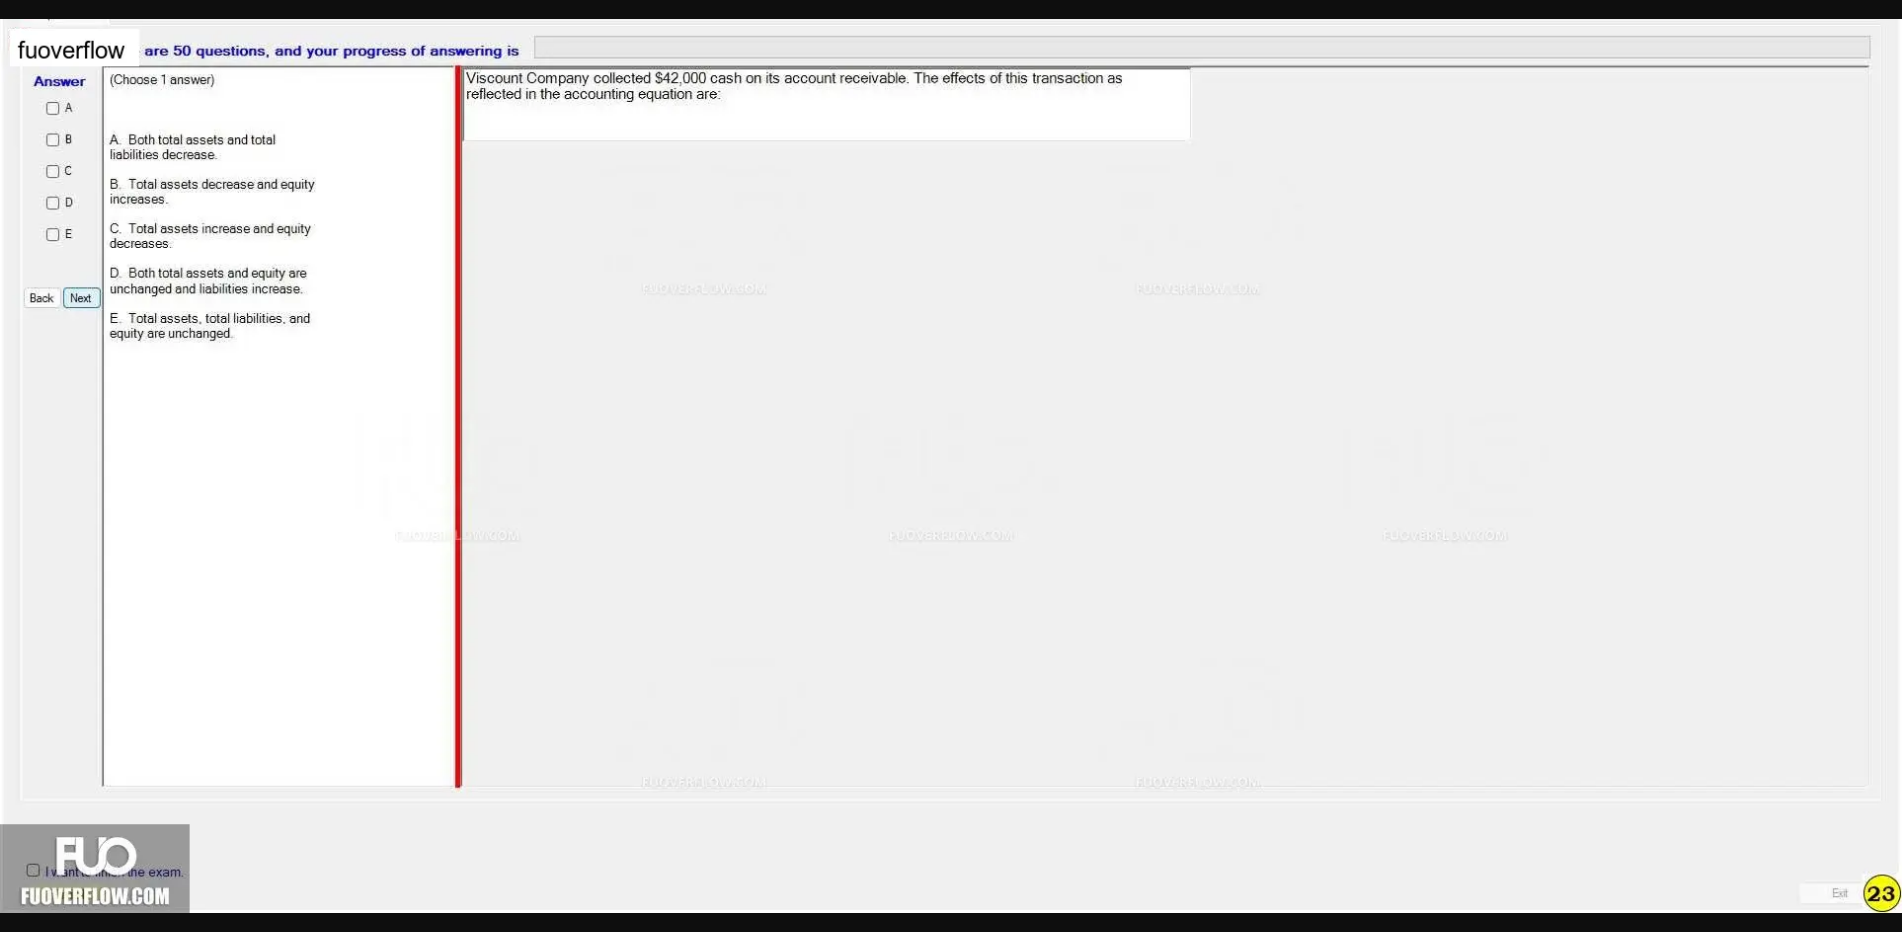 fuoverflow are 50 questions, and your progress of answering is
Answer
A
B
C
D
E
Back Next
(Choose 1 answer)
A. Both total assets and total
liabilities decrease.
B. Total assets decrease and equity
increases.
C. Total assets increase and equity
decreases.
D. Both total assets and equity are
unchanged and liabilities increase.
E. Total assets, total liabilities, and
equity are unchanged.
Viscount Company collected $42,000 cash on its account receivable. The effects of this transaction as
reflected in the accounting equation are:
FUOVERFLOW.COM FUOVERFLOW.COM
FUOVERFLOW.COM FUOVERFLOW.COM FUOVERFLOW.COM
FUOVERFLOW.COM FUOVERFLOW.COM
FUO
I want to finish the exam.
FUOVERFLOW.COM
Exit 23